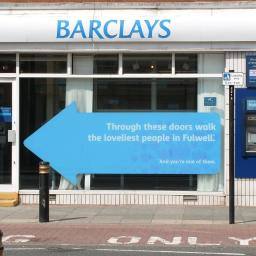 BARCLAYS
Through these doors walk
the loveliest people in Fulwell.
And you're one of them.
ONLY